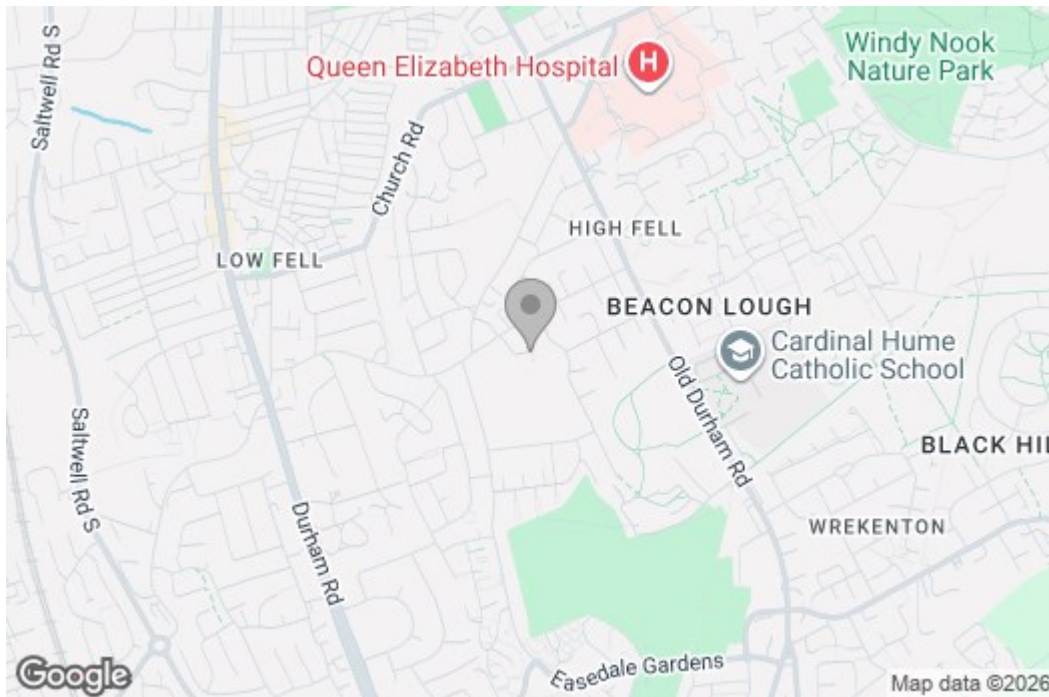 Saltwell Rd S
Queen Elizabeth Hospital
H
Windy Nook
Nature Park
Church Rd
HIGH FELL
LOW FELL
BEACON LOUGH
Cardinal Hume
Catholic School
Old Durham Rd
BLACK HIL
Saltwell Rd S
Durham Rd
WREKENTON
Easedale Gardens
Google
Map data ©2026